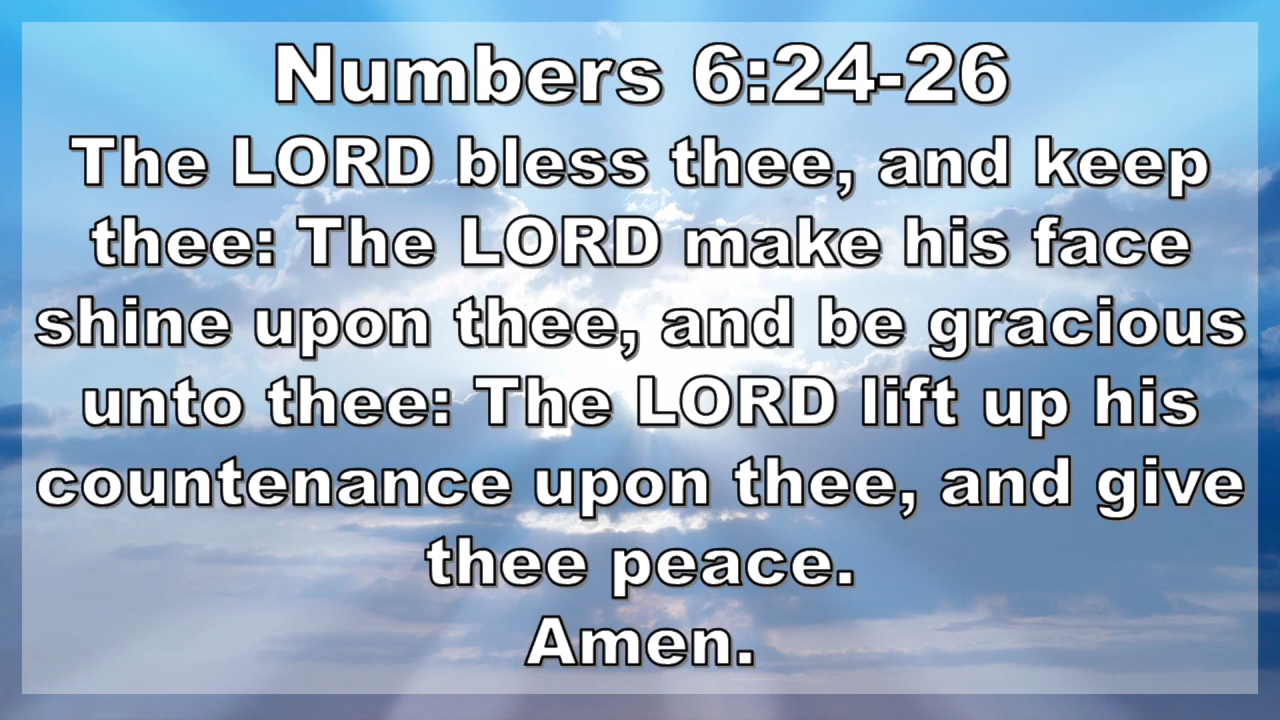 Numbers 6:24-26
The LORD bless thee, and keep
thee: The LORD make his face
shine upon thee, and be gracious
unto thee: The LORD lift up his
countenance upon thee, and give
thee peace.
Amen.